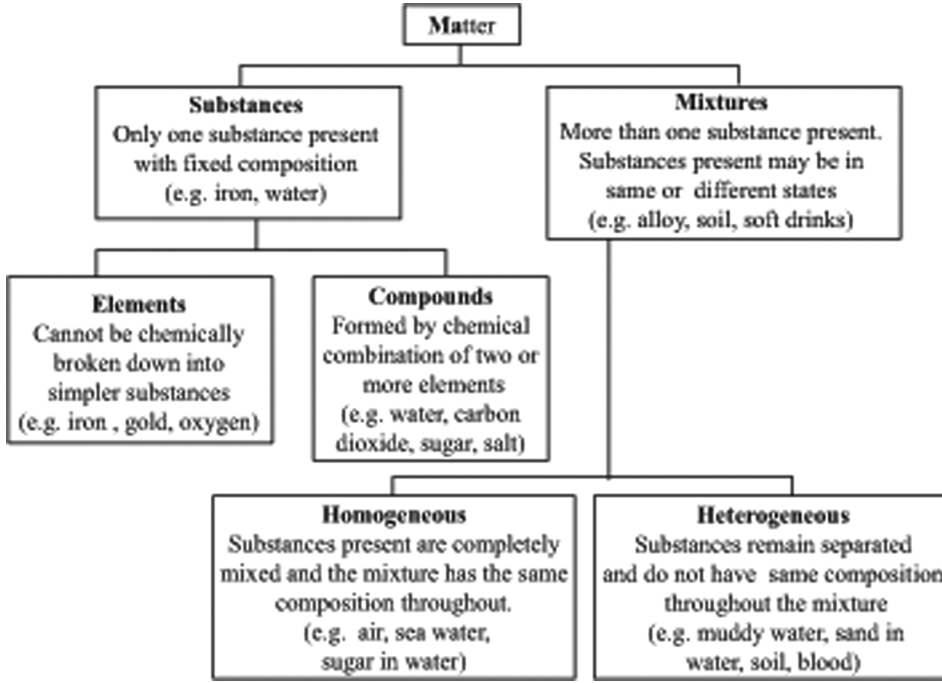 Matter
Substances
Only one substance present
with fixed composition
(e.g. iron, water)
Mixtures
More than one substance present.
Substances present may be in
same or different states
(e.g. alloy, soil, soft drinks)
Elements
Cannot be chemically
broken down into
simpler substances
(e.g. iron , gold, oxygen)
Compounds
Formed by chemical
combination of two or
more elements
(e.g. water, carbon
dioxide, sugar, salt)
Homogeneous
Substances present are completely
mixed and the mixture has the same
composition throughout.
(e.g. air, sea water,
sugar in water)
Heterogeneous
Substances remain separated
and do not have same composition
throughout the mixture
(e.g. muddy water, sand in
water, soil, blood)